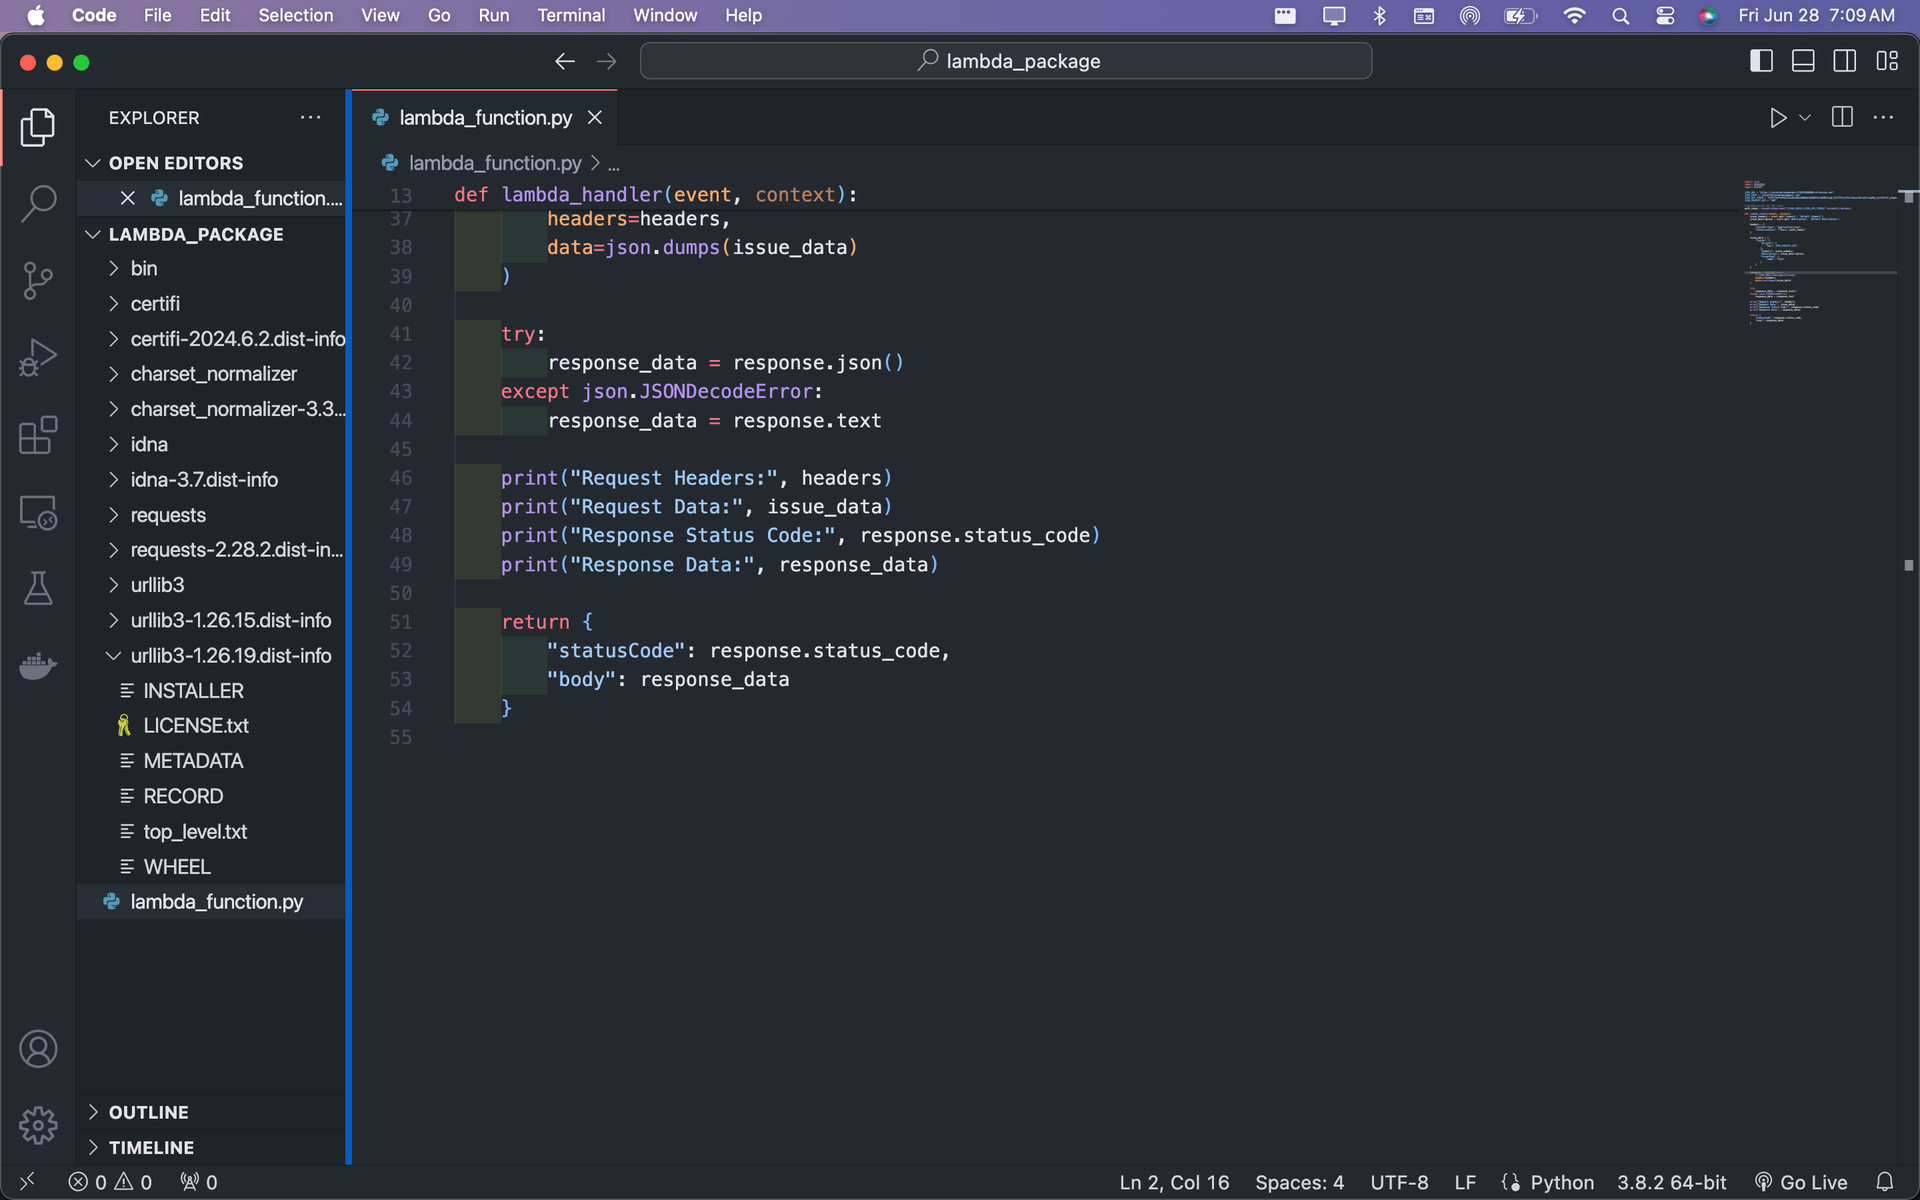 Code File Edit Selection View Go Run Terminal Window Help Fri Jun 28 7:09 AM
lambda_package
EXPLORER
OPEN EDITORS
lambda_function....
LAMBDA_PACKAGE
bin
certifi
certifi-2024.6.2.dist-info
charset_normalizer
charset_normalizer-3.3...
idna
idna-3.7.dist-info
requests
requests-2.28.2.dist-in...
urllib3
urllib3-1.26.15.dist-info
urllib3-1.26.19.dist-info
INSTALLER
LICENSE.txt
METADATA
RECORD
top_level.txt
WHEEL
lambda_function.py
OUTLINE
TIMELINE
lambda_function.py
lambda_function.py > ...
13 def lambda_handler(event, context):
37 headers=headers,
38 data=json.dumps(issue_data)
39 )
40
41 try:
42 response_data = response.json()
43 except json.JSONDecodeError:
44 response_data = response.text
45
46 print("Request Headers:", headers)
47 print("Request Data:", issue_data)
48 print("Response Status Code:", response.status_code)
49 print("Response Data:", response_data)
50
51 return {
52 "statusCode": response.status_code,
53 "body": response_data
54 }
55
0 0 0 Ln 2, Col 16 Spaces: 4 UTF-8 LF Python 3.8.2 64-bit Go Live